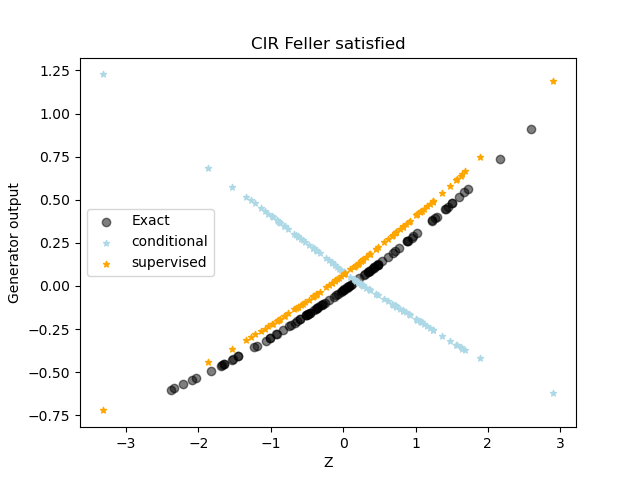 CIR Feller satisfied
Generator output
1.25
1.00
0.75
0.50
0.25
0.00
−0.25
−0.50
−0.75
Exact
conditional
supervised
−3
−2
−1
0
1
2
3
Z